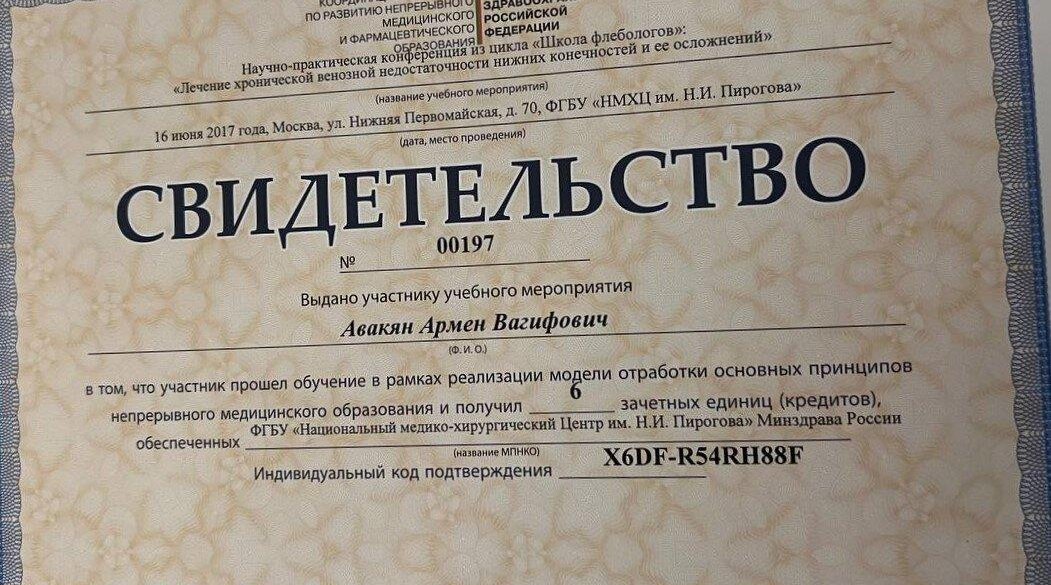 ПО РАЗВИТИЮ НЕПРЕРЫВНОГО
МЕДИЦИНСКОГО
И ФАРМАЦЕВТИЧЕСКОГО
ОБРАЗОВАНИЯ
РОССИЙСКОЙ
ФЕДЕРАЦИИ
Научно-практическая конференция из цикла «Школа флебологов»:
«Лечение хронической венозной недостаточности нижних конечностей и ее осложнений»
(название учебного мероприятия)
16 июня 2017 года, Москва, ул. Нижняя Первомайская, д. 70, ФГБУ «НМХЦ им. Н.И. Пирогова»
(дата, место проведения)
СВИДЕТЕЛЬСТВО
№ 00197
Выдано участнику учебного мероприятия
Авакян Армен Вагифович
(Ф.И.О.)
в том, что участник прошел обучение в рамках реализации модели отработки основных принципов
непрерывного медицинского образования и получил 6 зачетных единиц (кредитов),
обеспеченных ФГБУ «Национальный медико-хирургический Центр им. Н.И. Пирогова» Минздрава России
(название МПНКО)
Индивидуальный код подтверждения X6DF-R54RH88F